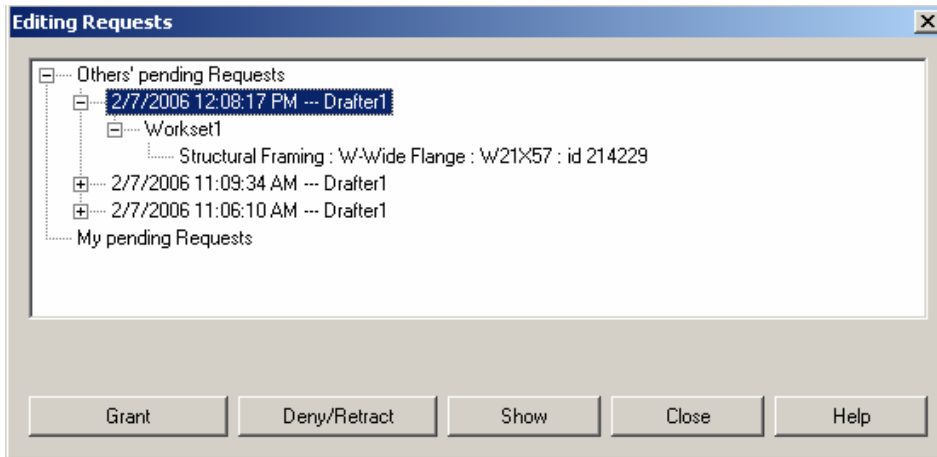 Editing Requests
Others' pending Requests
2/7/2006 12:08:17 PM --- Drafter1
Workset1
Structural Framing : W-Wide Flange : W21X57 : id 214229
2/7/2006 11:09:34 AM --- Drafter1
2/7/2006 11:06:10 AM --- Drafter1
My pending Requests
Grant Deny/Retract Show Close Help